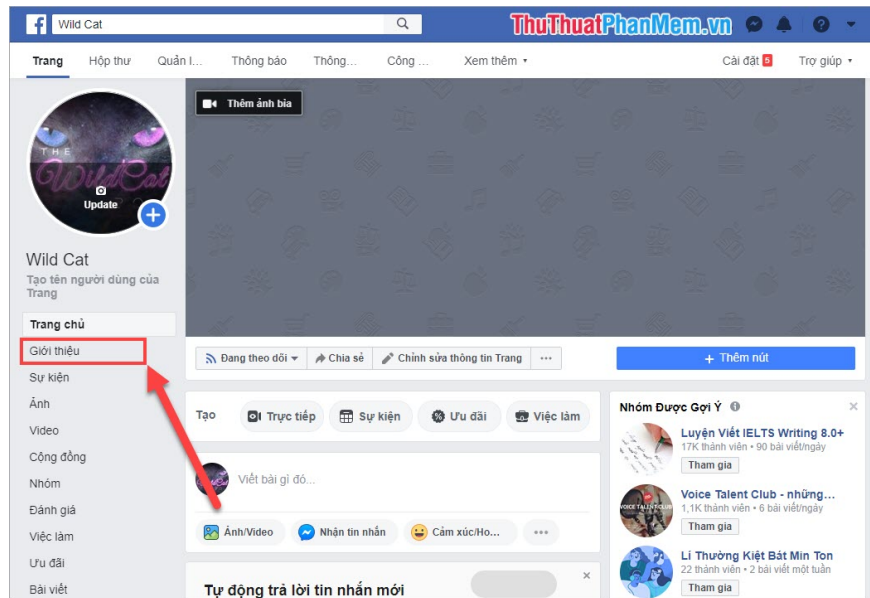 Wild Cat
ThuThuatPhanMem.vn
Trang
Hộp thư
Quản l...
Thông báo
Thông...
Công ...
Xem thêm
Cài đặt 5
Trợ giúp
Thêm ảnh bìa
THE
WildCat
Update
Wild Cat
Tạo tên người dùng của
Trang
Trang chủ
Giới thiệu
Sự kiện
Ảnh
Video
Cộng đồng
Nhóm
Đánh giá
Việc làm
Ưu đãi
Bài viết
Đang theo dõi
Chia sẻ
Chỉnh sửa thông tin Trang
+ Thêm nút
Tạo
Trực tiếp
Sự kiện
Ưu đãi
Việc làm
Viết bài gì đó...
Ảnh/Video
Nhận tin nhắn
Cảm xúc/Ho...
Tự động trả lời tin nhắn mới
Nhóm Được Gợi Ý
Luyện Viết IELTS Writing 8.0+
17K thành viên • 90 bài viết/ngày
Tham gia
VOICE TALENT CLUB
Voice Talent Club - những...
1,1K thành viên • 6 bài viết/ngày
Tham gia
Lí Thường Kiệt Bát Min Ton
22 thành viên • 2 bài viết một tuần
Tham gia